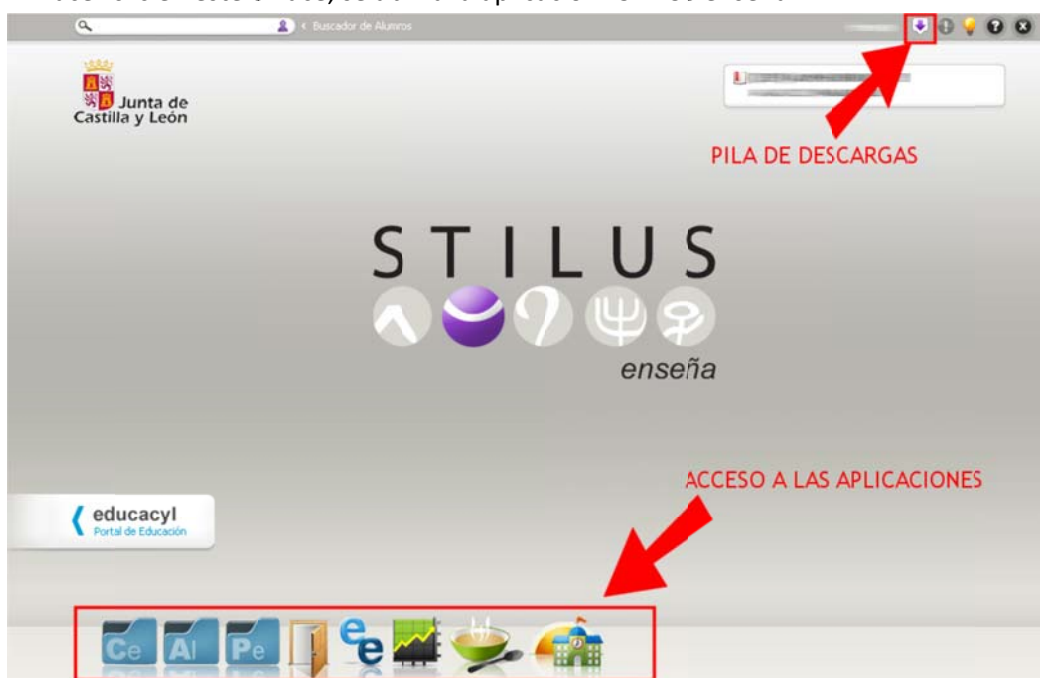 Buscador de Alumnos
Junta de
Castilla y León
PILA DE DESCARGAS
STILUS
enseña
ACCESO A LAS APLICACIONES
educacyl
Portal de Educación
Ce Al Pe ee